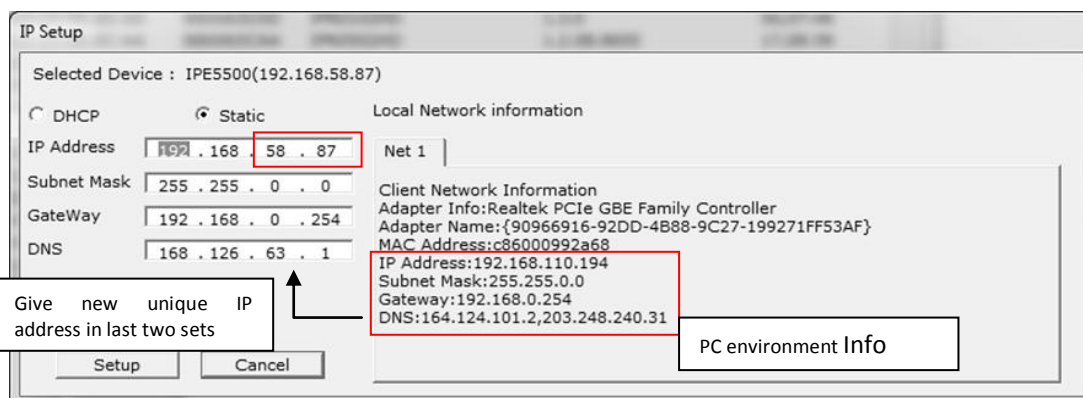 IP Setup
Selected Device : IPE5500(192.168.58.87)
DHCP
Static
IP Address 192 . 168 . 58 . 87
Subnet Mask 255 . 255 . 0 . 0
GateWay 192 . 168 . 0 . 254
DNS 168 . 126 . 63 . 1
Give new unique IP
address in last two sets
Setup
Cancel
Local Network information
Net 1
Client Network Information
Adapter Info:Realtek PCIe GBE Family Controller
Adapter Name:{90966916-92DD-4B88-9C27-199271FF53AF}
MAC Address:c86000992a68
IP Address:192.168.110.194
Subnet Mask:255.255.0.0
Gateway:192.168.0.254
DNS:164.124.101.2,203.248.240.31
PC environment Info